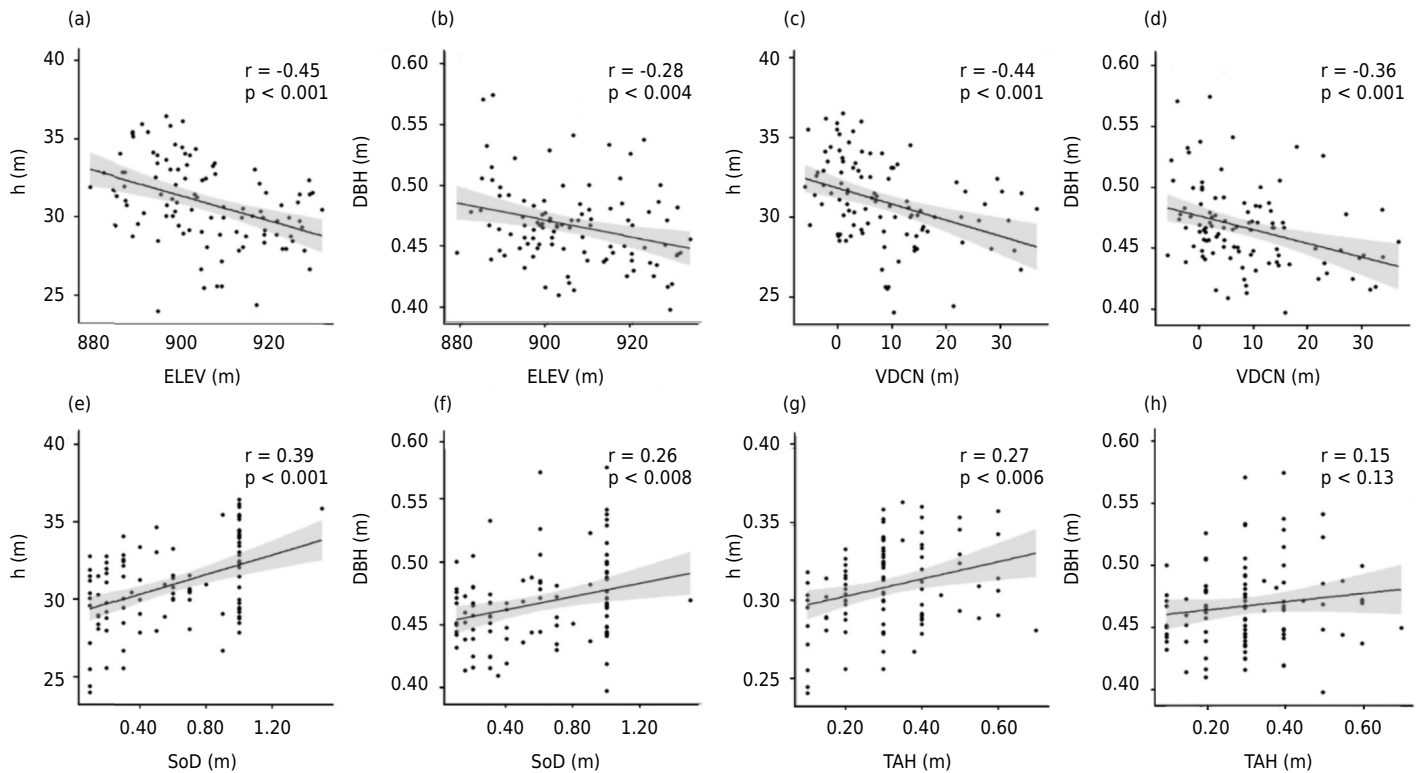 (a)
r = -0.45
p < 0.001
40
35
30
25
h (m)
880
900
920
ELEV (m)
(b)
r = -0.28
p < 0.004
0.60
0.55
0.50
0.45
0.40
DBH (m)
880
900
920
ELEV (m)
(c)
r = -0.44
p < 0.001
40
35
30
25
h (m)
0
10
20
30
VDCN (m)
(d)
r = -0.36
p < 0.001
0.60
0.55
0.50
0.45
0.40
DBH (m)
0
10
20
30
VDCN (m)
(e)
r = 0.39
p < 0.001
40
35
30
25
h (m)
0.40
0.80
1.20
SoD (m)
(f)
r = 0.26
p < 0.008
0.60
0.55
0.50
0.45
0.40
DBH (m)
0.40
0.80
1.20
SoD (m)
(g)
r = 0.27
p < 0.006
0.40
0.35
0.30
0.25
h (m)
0.20
0.40
0.60
TAH (m)
(h)
r = 0.15
p < 0.13
0.60
0.55
0.50
0.45
0.40
DBH (m)
0.20
0.40
0.60
TAH (m)